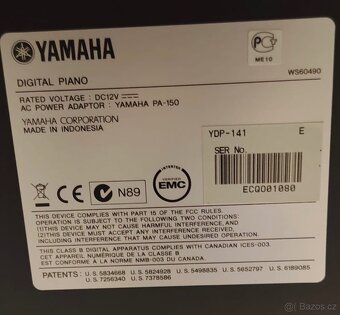 YAMAHA
PC
ME10
WS60490
DIGITAL PIANO
RATED VOLTAGE : DC12V
AC POWER ADAPTOR : YAMAHA PA-150
YAMAHA CORPORATION
MADE IN INDONESIA
YDP-141 E
SER No.
ECQO01080
CE
N89
VERIFIED
EMC
THIS DEVICE COMPLIES WITH PART 15 OF THE FCC RULES.
OPERATION IS SUBJECT TO THE FOLLOWING TWO CONDITIONS:
(1) THIS DEVICE MAY NOT CAUSE HARMFUL INTERFERENCE, AND
(2) THIS DEVICE MUST ACCEPT ANY INTERFERENCE RECEIVED,
INCLUDING INTERFERENCE THAT MAY CAUSE UNDESIRED OPERATION.
THIS CLASS B DIGITAL APPARATUS COMPLIES WITH CANADIAN ICES-003.
CET APPAREIL NUMÉRIQUE DE LA CLASSE B
EST CONFORME À LA NORME NMB-003 DU CANADA.
PATENTS : U.S. 5834668 U.S. 5824928 U.S. 5498835 U.S. 5652797 U.S. 6189085
U.S. 7256340 U.S. 7378586
Bazoš.cz